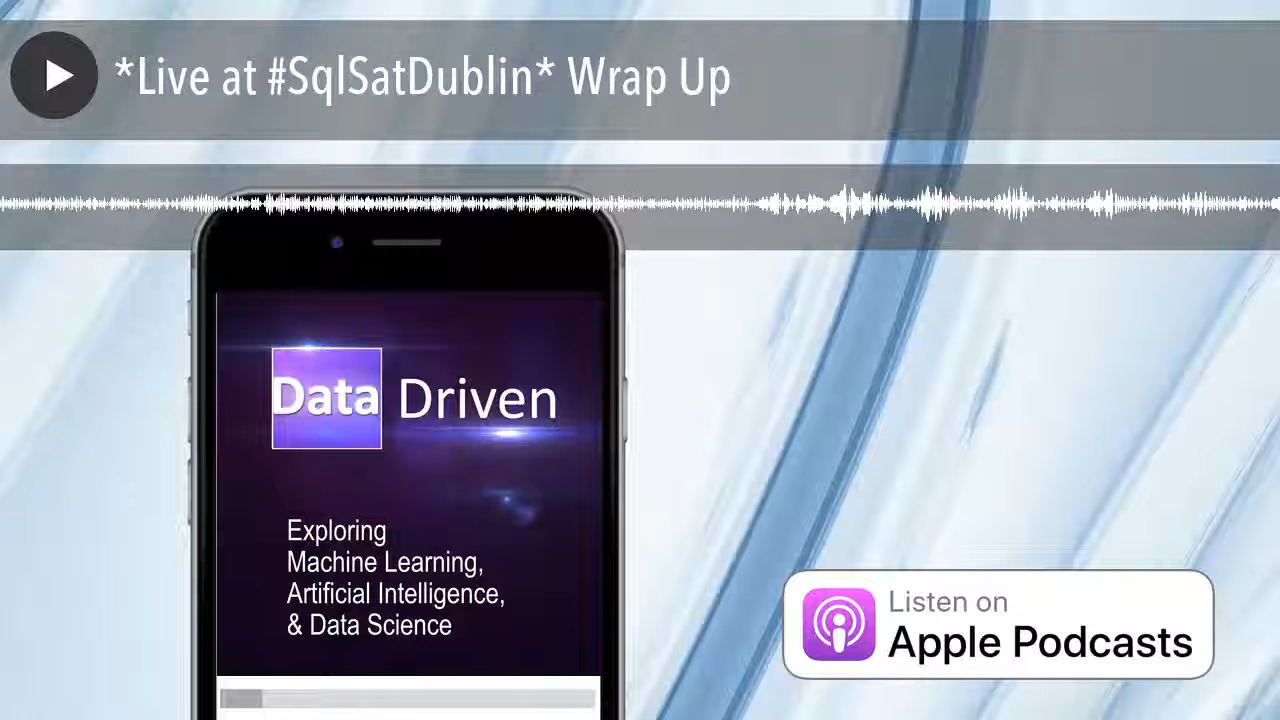 *Live at #SqlSatDublin* Wrap Up
Data Driven
Exploring
Machine Learning,
Artificial Intelligence,
& Data Science
Listen on
Apple Podcasts